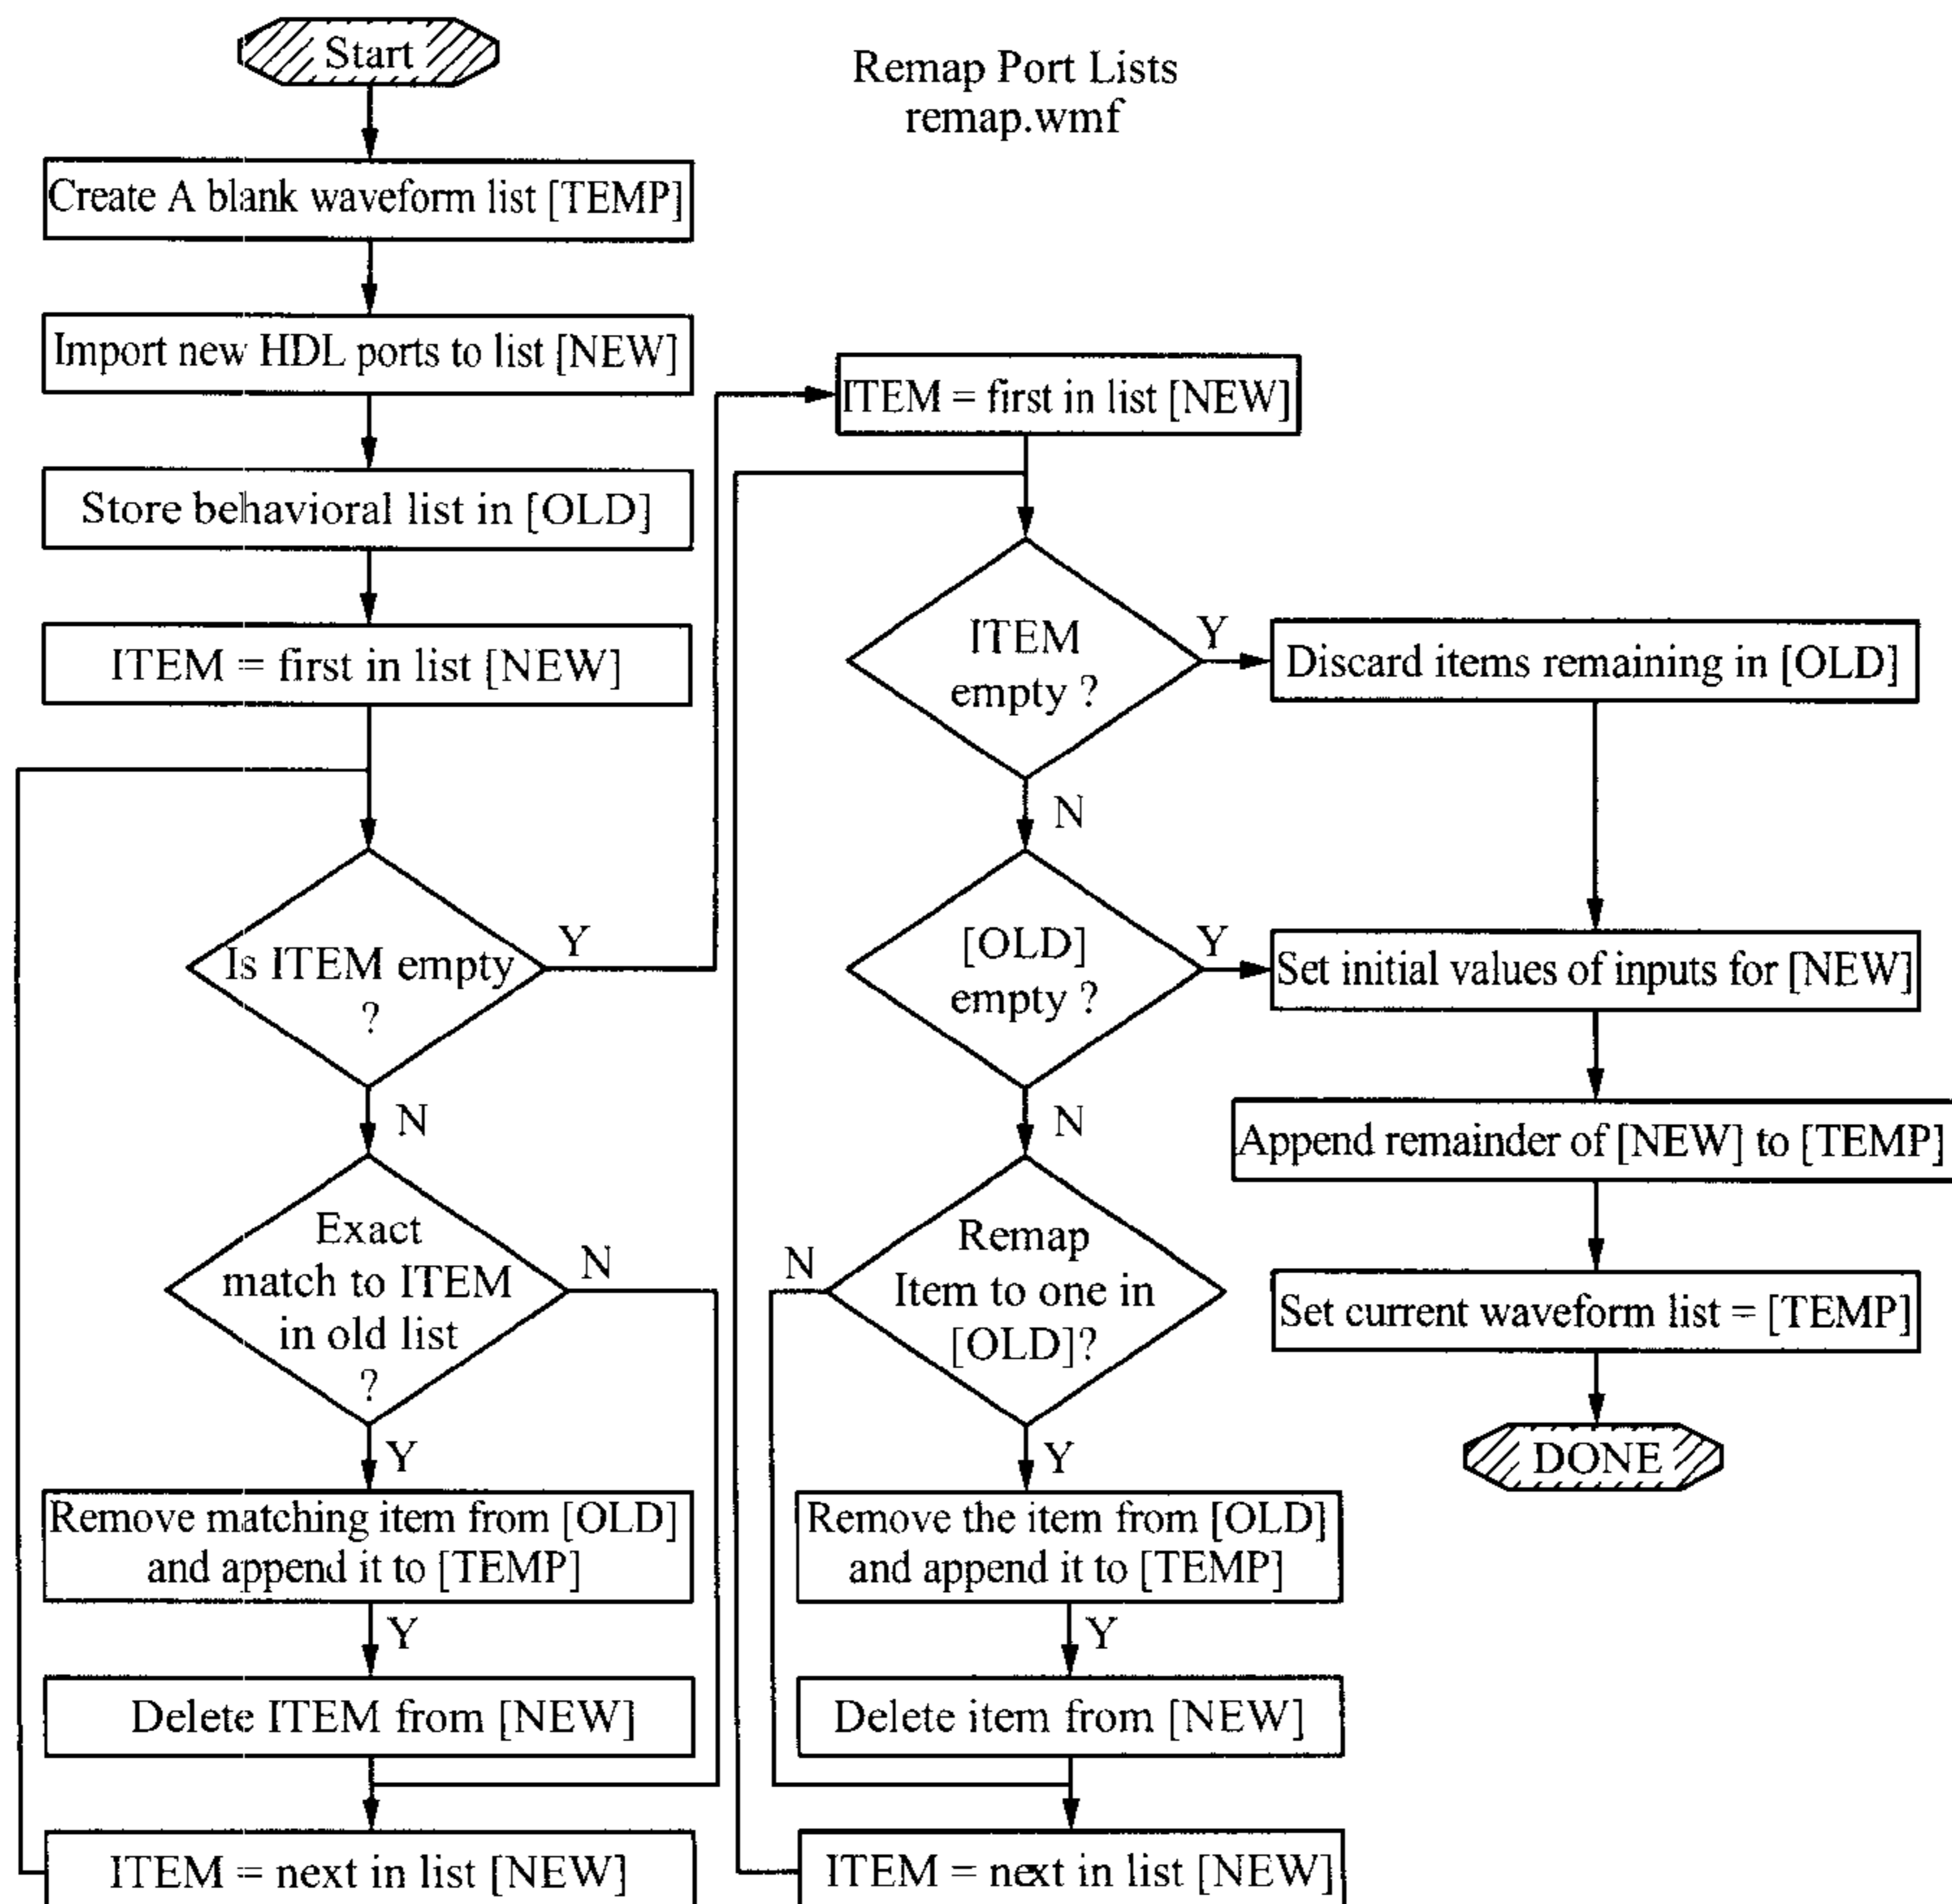 Start
Remap Port Lists
remap.wmf
Create A blank waveform list [TEMP]
Import new HDL ports to list [NEW]
Store behavioral list in [OLD]
ITEM = first in list [NEW]
Is ITEM empty
?
Y
N
Exact
match to ITEM
in old list
?
N
Y
Remove matching item from [OLD]
and append it to [TEMP]
Y
Delete ITEM from [NEW]
ITEM = next in list [NEW]
ITEM = first in list [NEW]
ITEM
empty ?
Y
N
[OLD]
empty ?
Y
N
Remap
Item to one in
[OLD]?
N
Y
Remove the item from [OLD]
and append it to [TEMP]
Y
Delete item from [NEW]
ITEM = next in list [NEW]
Discard items remaining in [OLD]
Set initial values of inputs for [NEW]
Append remainder of [NEW] to [TEMP]
Set current waveform list = [TEMP]
DONE